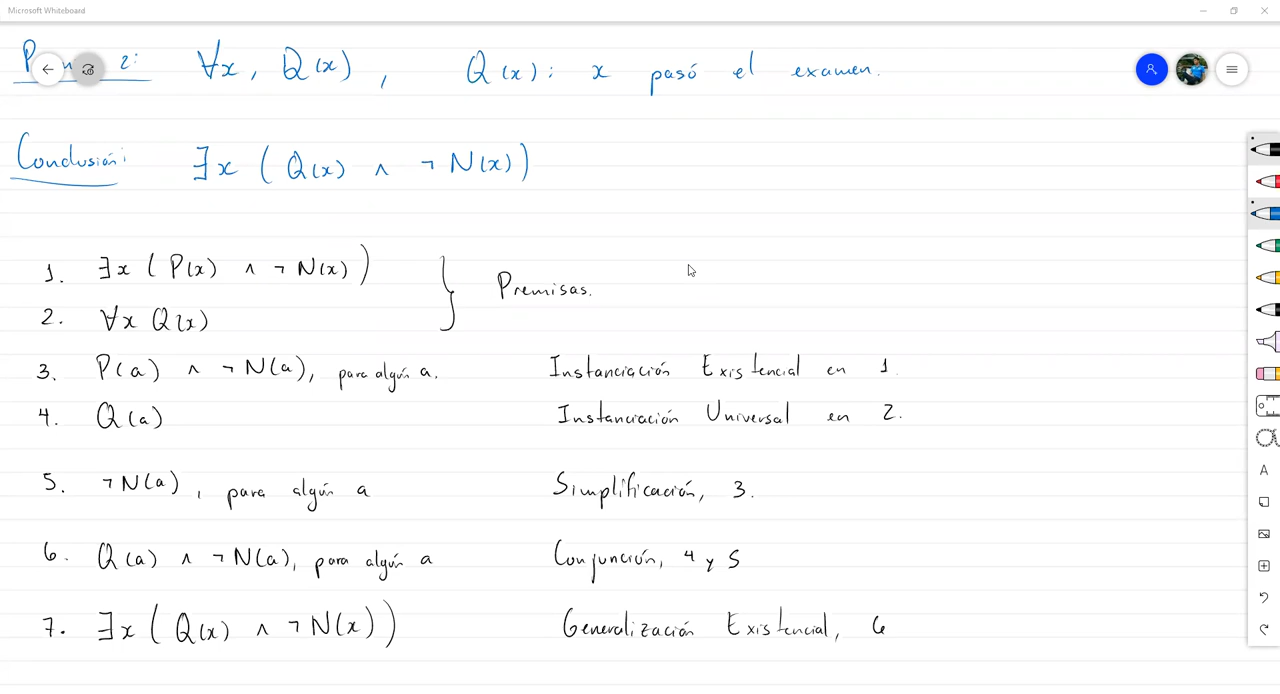 Microsoft Whiteboard
2: ∀x, Q(x), Q(x): x pasó el examen.
Conclusión: ∃x (Q(x) ∧ ¬N(x))
1. ∃x (P(x) ∧ ¬N(x)) } Premisas.
2. ∀x Q(x)
3. P(a) ∧ ¬N(a), para algún a. Instanciación Existencial en 1.
4. Q(a) Instanciación Universal en 2.
5. ¬N(a), para algún a Simplificación, 3.
6. Q(a) ∧ ¬N(a), para algún a Conjunción, 4 y 5
7. ∃x (Q(x) ∧ ¬N(x)) Generalización Existencial, 6
A